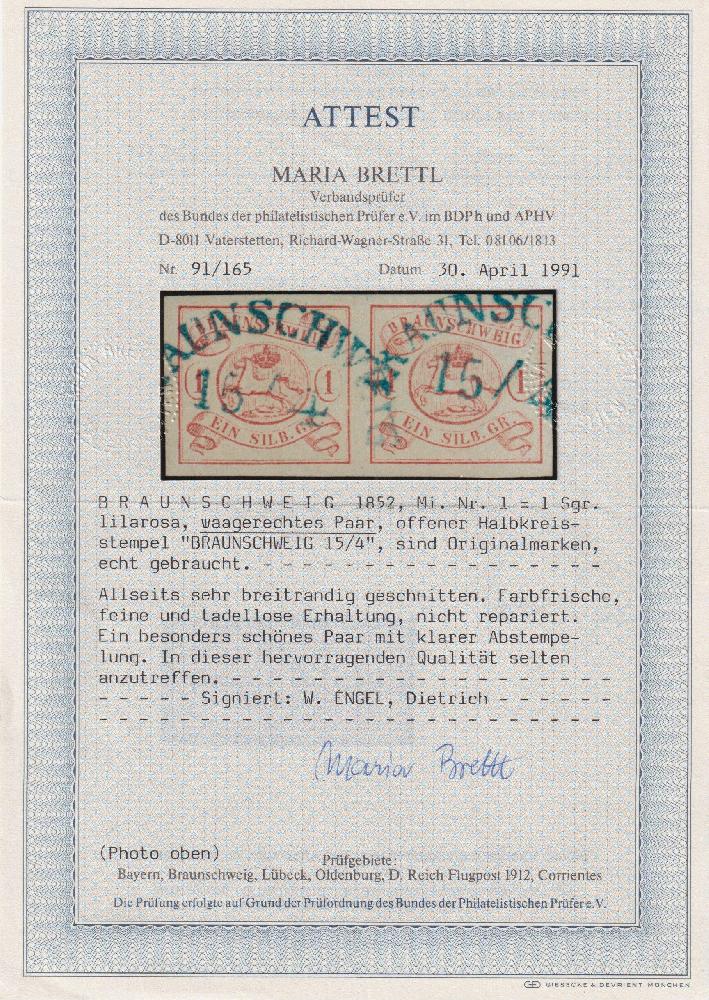 ATTEST
MARIA BRETTL
Verbandsprüfer
des Bundes der philatelistischen Prüfer e.V. im BDPh und APHV
D-8011 Vaterstetten, Richard-Wagner-Straße 31, Tel. 08106/1813
Nr. 91/165 Datum 30. April 1991
BRAUNSCHWEIG
15/4
1 1
EIN SILB. GR.
BRAUNSCHWEIG
15/4
1
EIN SILB. GR.
B R A U N S C H W E I G 1852, Mi. Nr. 1 = 1 Sgr.
lilarosa, waagerechtes Paar, offener Halbkreis-
stempel "BRAUNSCHWEIG 15/4", sind Originalmarken,
echt gebraucht. - - - - - - - - - - - - - - - - -
Allseits sehr breitrandig geschnitten. Farbfrische,
feine und tadellose Erhaltung, nicht repariert.
Ein besonders schönes Paar mit klarer Abstempe-
lung. In dieser hervorragenden Qualität selten
anzutreffen. - - - - - - - - - - - - - - - - - - -
- - - - - Signiert: W. ENGEL, Dietrich - - - - - -
- - - - - - - - - - - - - - - - - - - - - - - - -
Maria Brettl
(Photo oben)
Prüfgebiete:
Bayern, Braunschweig, Lübeck, Oldenburg, D. Reich Flugpost 1912, Corrientes
Die Prüfung erfolgte auf Grund der Prüfordnung des Bundes der Philatelistischen Prüfer e.V.
GIESECKE & DEVRIENT MÜNCHEN